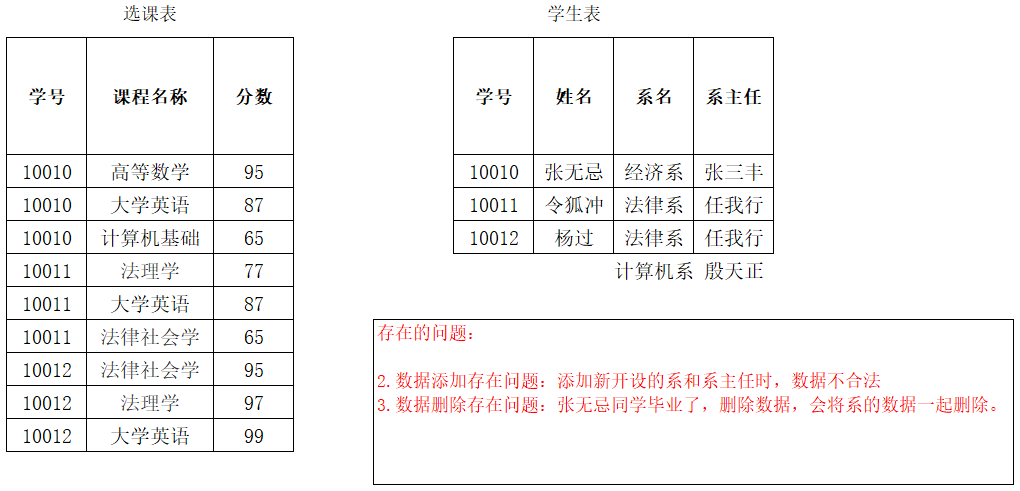 选课表
学号 课程名称 分数
10010 高等数学 95
10010 大学英语 87
10010 计算机基础 65
10011 法理学 77
10011 大学英语 87
10011 法律社会学 65
10012 法律社会学 95
10012 法理学 97
10012 大学英语 99
学生表
学号 姓名 系名 系主任
10010 张无忌 经济系 张三丰
10011 令狐冲 法律系 任我行
10012 杨过 法律系 任我行
计算机系 殷天正
存在的问题：
2.数据添加存在问题：添加新开设的系和系主任时，数据不合法
3.数据删除存在问题：张无忌同学毕业了，删除数据，会将系的数据一起删除。